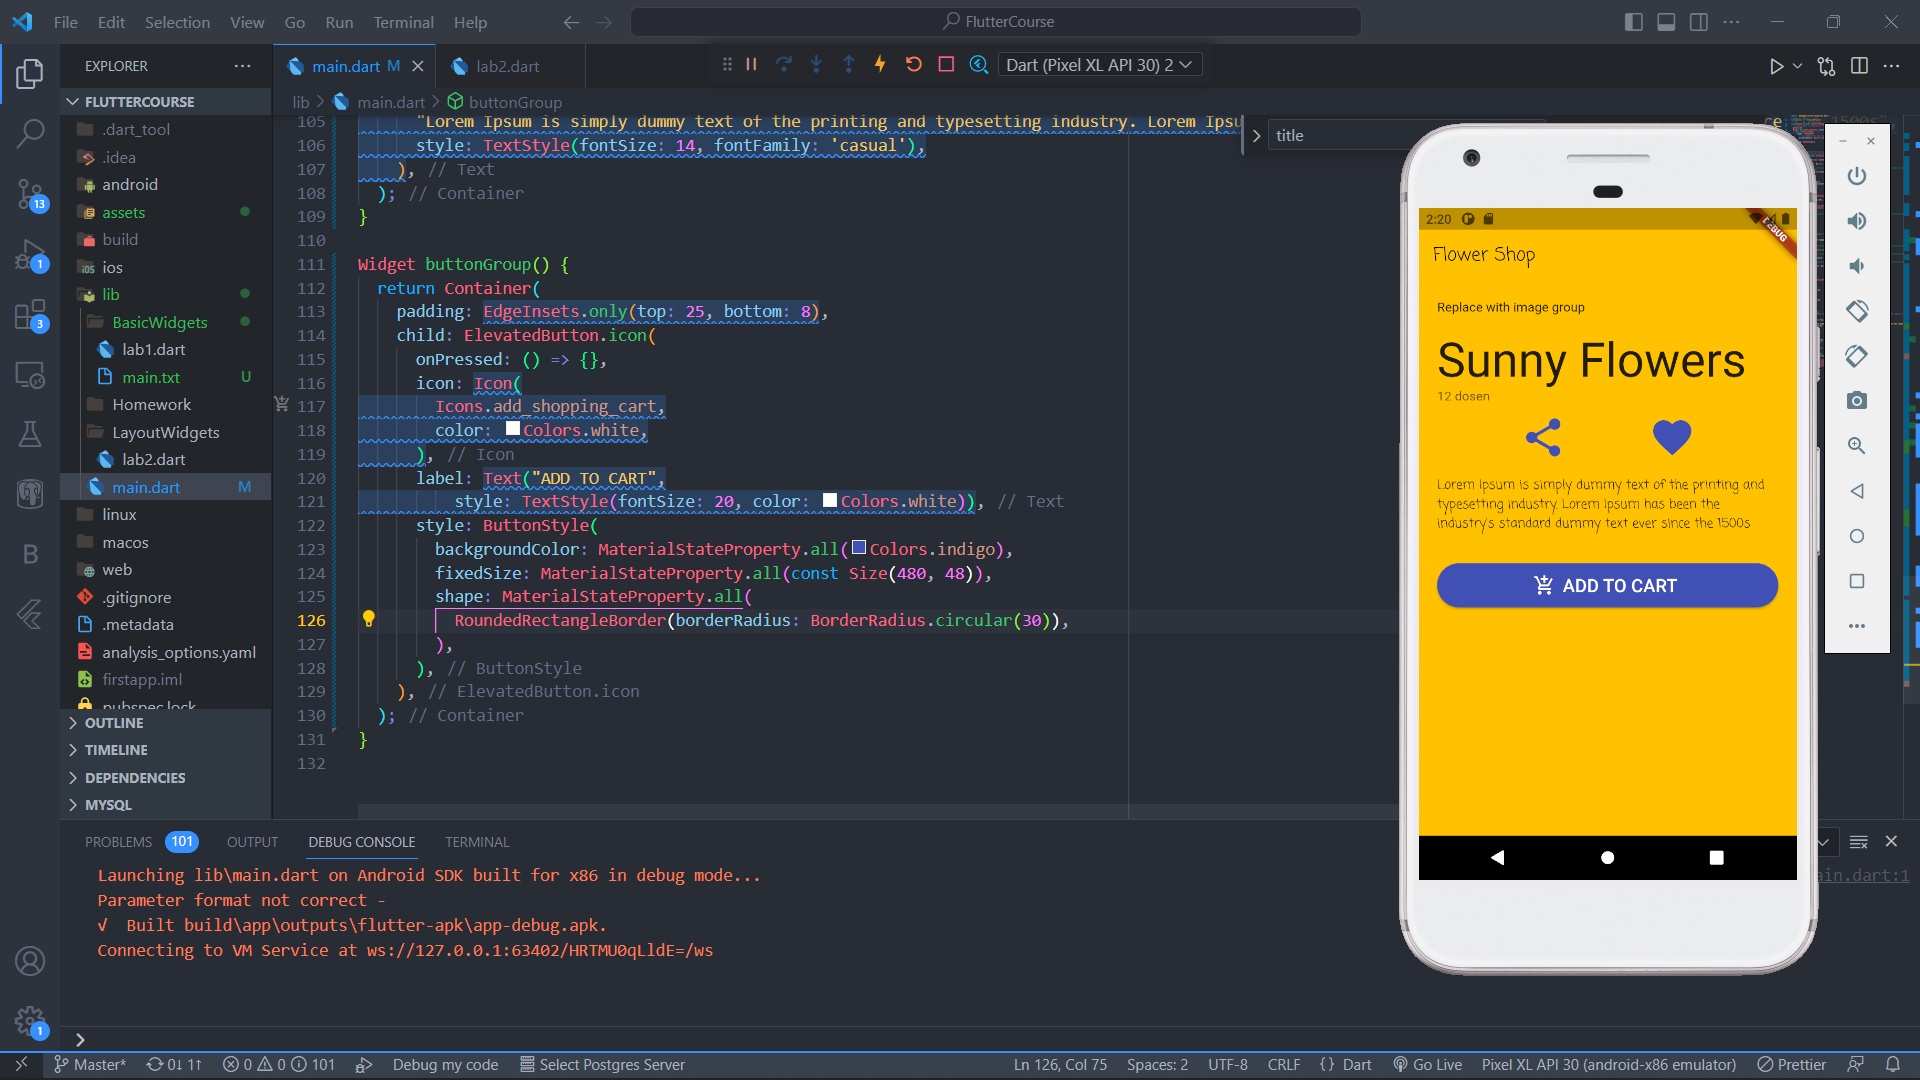 File Edit Selection View Go Run Terminal Help
FlutterCourse
EXPLORER
main.dart M
lab2.dart
Dart (Pixel XL API 30) 2
FLUTTERCOURSE
lib > main.dart > buttonGroup
.dart_tool
.idea
android
assets
build
ios
lib
BasicWidgets
lab1.dart
main.txt U
Homework
LayoutWidgets
lab2.dart
main.dart M
linux
macos
web
.gitignore
.metadata
analysis_options.yaml
firstapp.iml
pubspec.lock
OUTLINE
TIMELINE
DEPENDENCIES
MYSQL
13
1
3
1
105 "Lorem Ipsum is simply dummy text of the printing and typesetting industry. Lorem Ipsu
106 style: TextStyle(fontSize: 14, fontFamily: 'casual'),
107 ), // Text
108 ); // Container
109 }
110
111 Widget buttonGroup() {
112 return Container(
113 padding: EdgeInsets.only(top: 25, bottom: 8),
114 child: ElevatedButton.icon(
115 onPressed: () => {},
116 icon: Icon(
117 Icons.add_shopping_cart,
118 color: Colors.white,
119 ), // Icon
120 label: Text("ADD TO CART",
121 style: TextStyle(fontSize: 20, color: Colors.white)), // Text
122 style: ButtonStyle(
123 backgroundColor: MaterialStateProperty.all(Colors.indigo),
124 fixedSize: MaterialStateProperty.all(const Size(480, 48)),
125 shape: MaterialStateProperty.all(
126 RoundedRectangleBorder(borderRadius: BorderRadius.circular(30)),
127 ),
128 ), // ButtonStyle
129 ), // ElevatedButton.icon
130 ); // Container
131 }
132
title
ce 1500s"
2:20
DEBUG
Flower Shop
Replace with image group
Sunny Flowers
12 dosen
Lorem Ipsum is simply dummy text of the printing and
typesetting industry. Lorem Ipsum has been the
industry's standard dummy text ever since the 1500s
ADD TO CART
PROBLEMS 101 OUTPUT DEBUG CONSOLE TERMINAL
Launching lib\main.dart on Android SDK built for x86 in debug mode...
ain.dart:1
Parameter format not correct -
√ Built build\app\outputs\flutter-apk\app-debug.apk.
Connecting to VM Service at ws://127.0.0.1:63402/HRTMU0qLldE=/ws
Master* 0↓ 1↑ 0 0 101 Debug my code Select Postgres Server Ln 126, Col 75 Spaces: 2 UTF-8 CRLF {} Dart Go Live Pixel XL API 30 (android-x86 emulator) Prettier